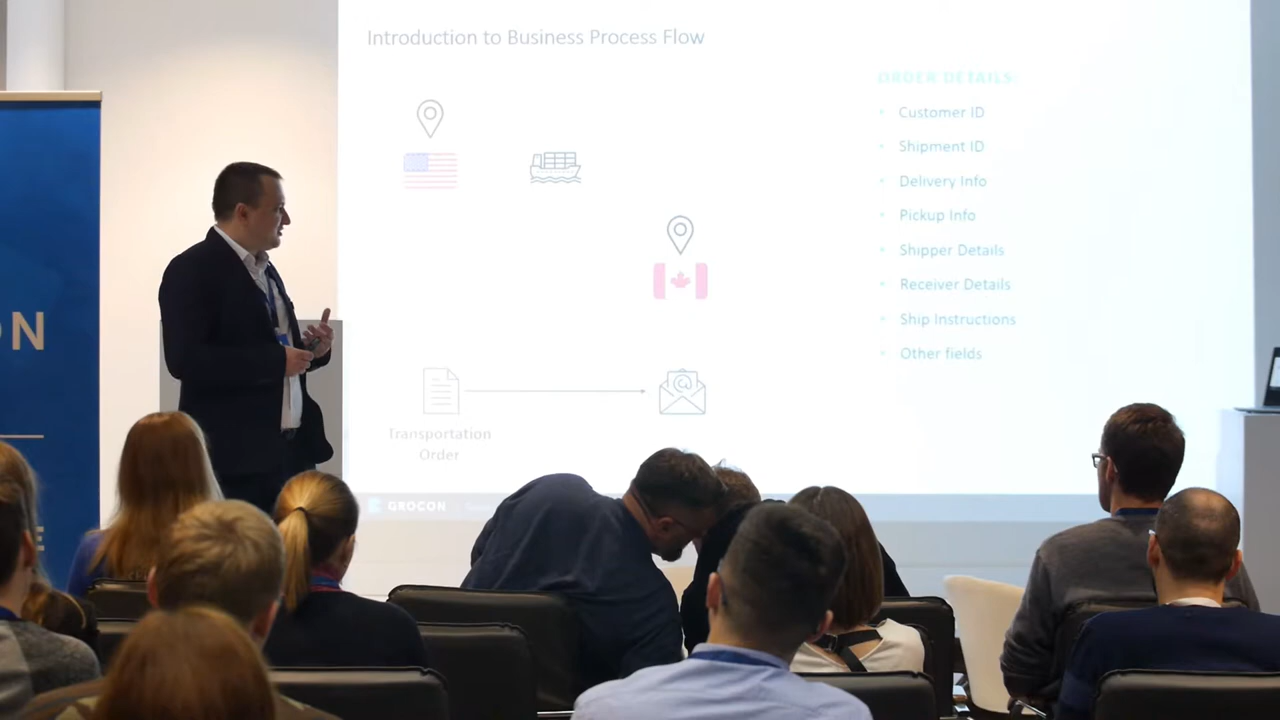 Introduction to Business Process Flow
ORDER DETAILS:
• Customer ID
• Shipment ID
• Delivery Info
• Pickup Info
• Shipper Details
• Receiver Details
• Ship Instructions
• Other fields
Transportation
Order
GROCON
ON
E